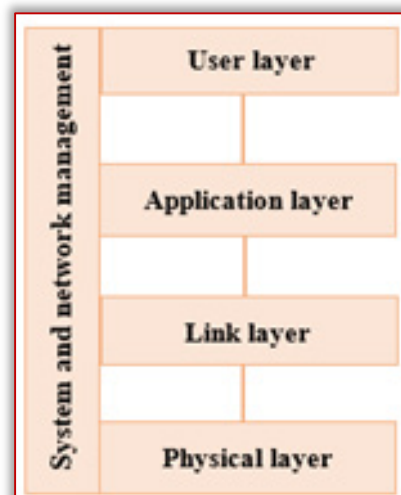 System and network management
User layer
Application layer
Link layer
Physical layer